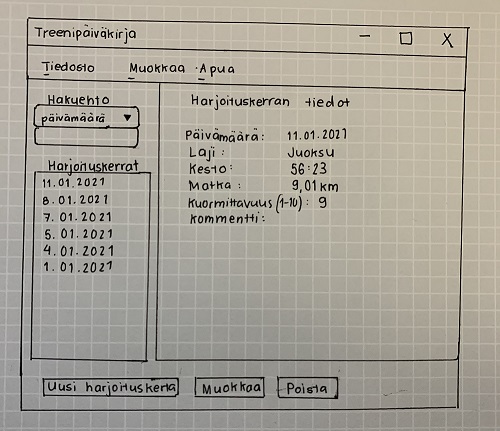 Treenipäiväkirja
Tiedosto Muokkaa Apua
Hakuehto
päivämäärä
Harjoituskerrat
11.01.2021
8.01.2021
7.01.2021
5.01.2021
4.01.2021
1.01.2021
Harjoituskerran tiedot
Päivämäärä: 11.01.2021
Laji: Juoksu
Kesto: 56:23
Matka: 9,01 km
Kuormittavuus (1-10): 9
kommentti:
Uusi harjoituskerta Muokkaa Poista